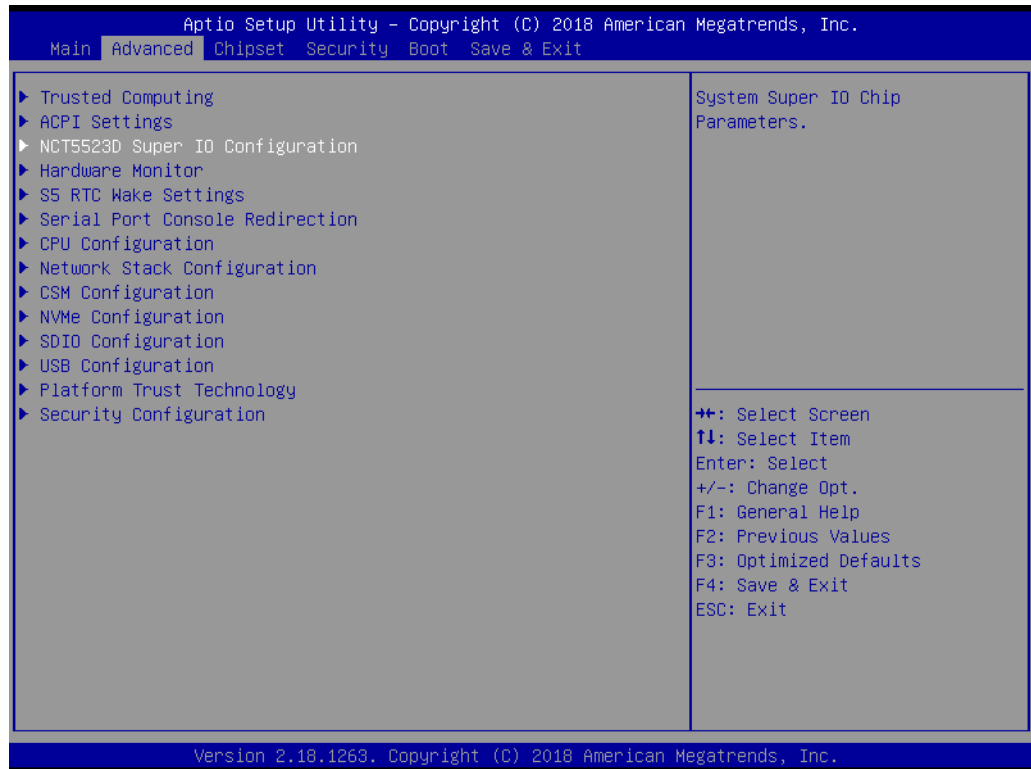 Aptio Setup Utility – Copyright (C) 2018 American Megatrends, Inc.
Main Advanced Chipset Security Boot Save & Exit
▶ Trusted Computing
▶ ACPI Settings
▶ NCT5523D Super IO Configuration
▶ Hardware Monitor
▶ S5 RTC Wake Settings
▶ Serial Port Console Redirection
▶ CPU Configuration
▶ Network Stack Configuration
▶ CSM Configuration
▶ NVMe Configuration
▶ SDIO Configuration
▶ USB Configuration
▶ Platform Trust Technology
▶ Security Configuration
System Super IO Chip
Parameters.
→←: Select Screen
↑↓: Select Item
Enter: Select
+/-: Change Opt.
F1: General Help
F2: Previous Values
F3: Optimized Defaults
F4: Save & Exit
ESC: Exit
Version 2.18.1263. Copyright (C) 2018 American Megatrends, Inc.